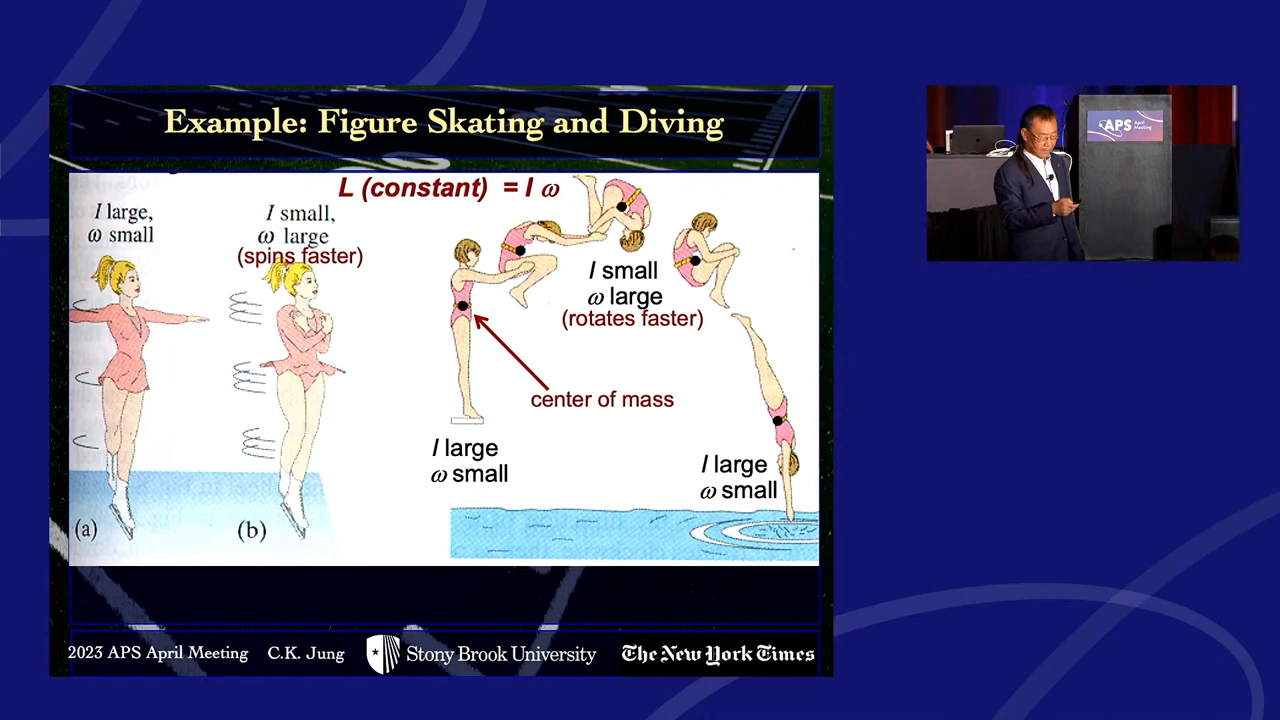 Example: Figure Skating and Diving
L (constant) = I ω
I large,
ω small
I small,
ω large
(spins faster)
I small
ω large
(rotates faster)
center of mass
I large
ω small
I large
ω small
(a)
(b)
2023 APS April Meeting C.K. Jung Stony Brook University The New York Times
APS April
Meeting